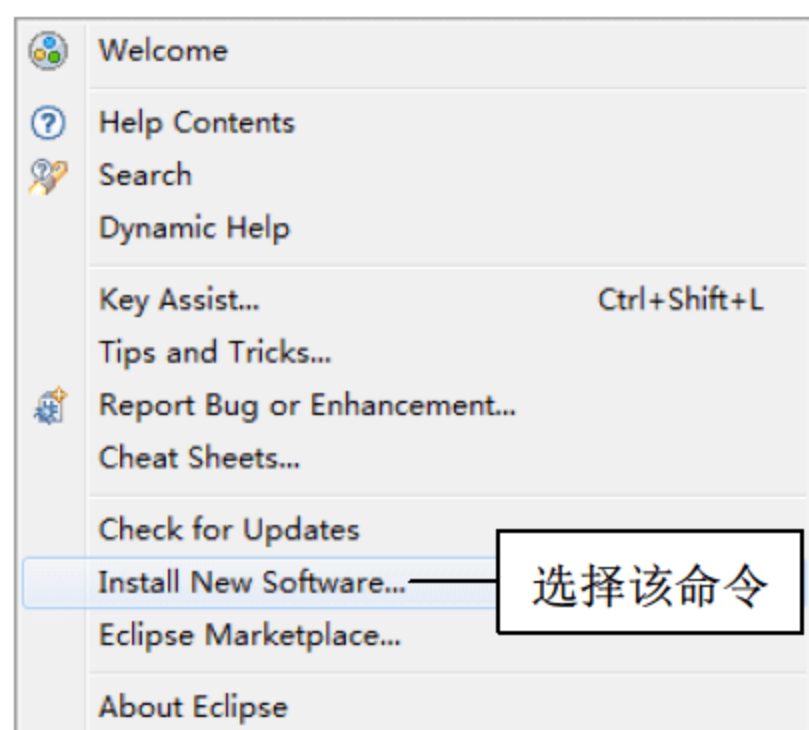 Welcome
Help Contents
Search
Dynamic Help
Key Assist... Ctrl+Shift+L
Tips and Tricks...
Report Bug or Enhancement...
Cheat Sheets...
Check for Updates
Install New Software... 选择该命令
Eclipse Marketplace...
About Eclipse